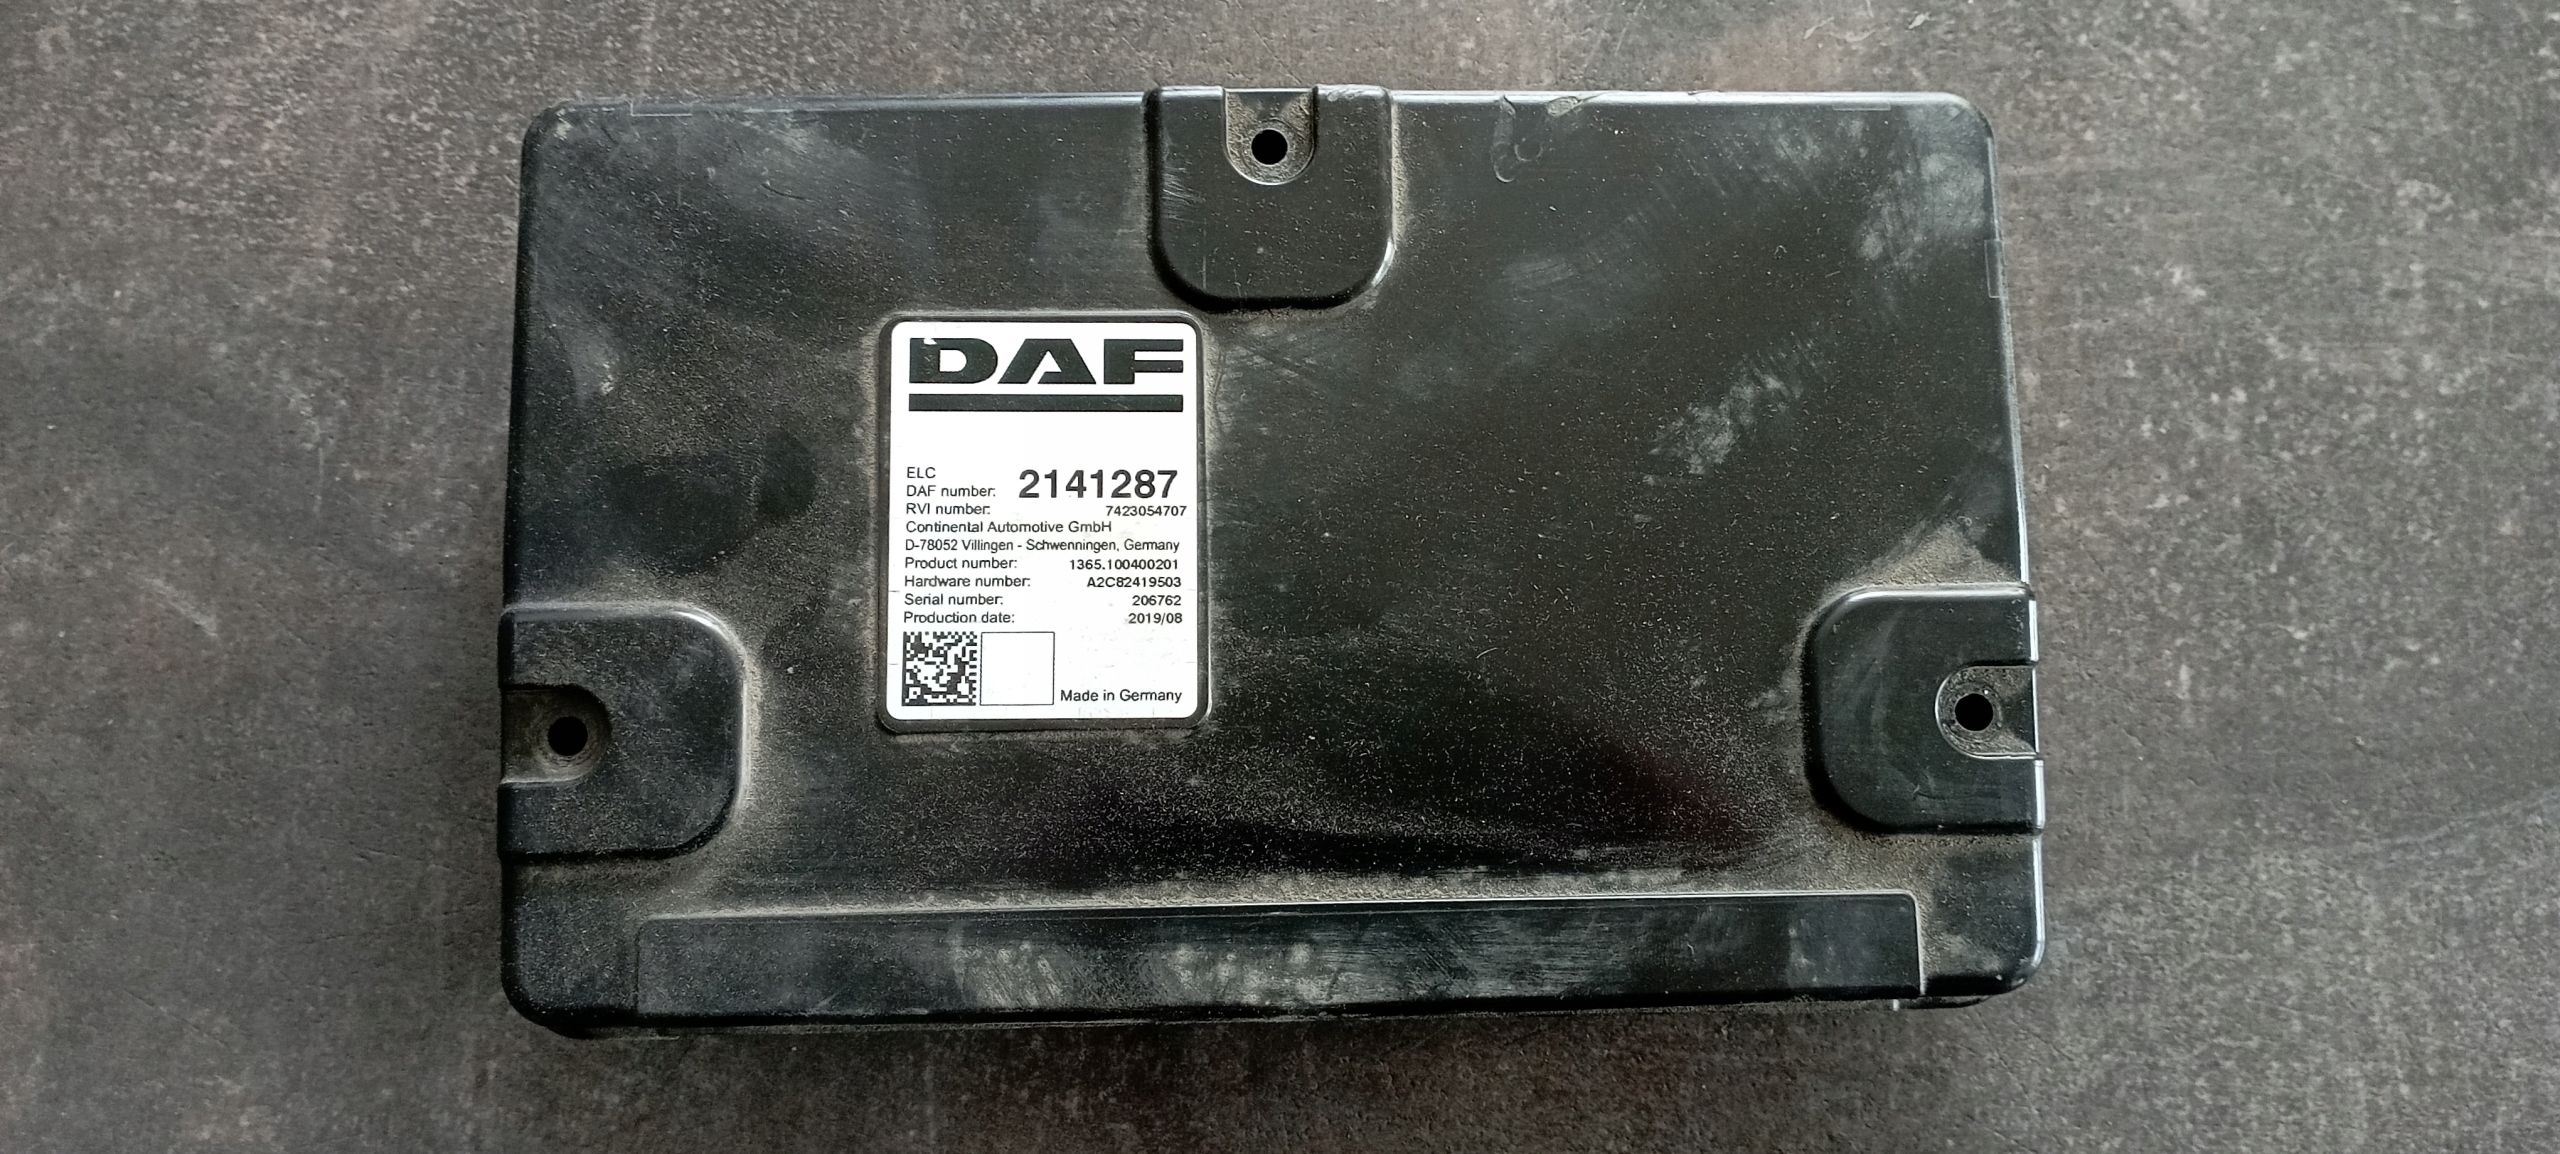 DAF
ELC
DAF number: 2141287
RVI number: 7423054707
Continental Automotive GmbH
D-78052 Villingen - Schwenningen, Germany
Product number: 1365.100400201
Hardware number: A2C82419503
Serial number: 206762
Production date: 2019/08
Made in Germany